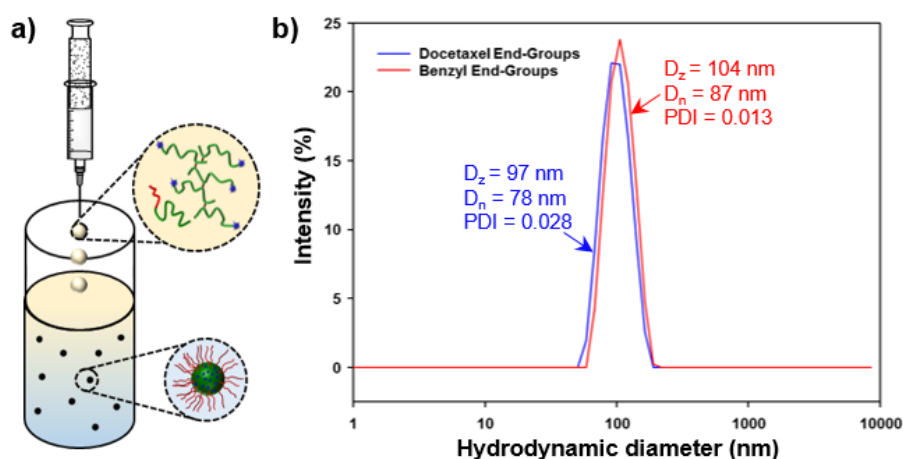 a)
b)
25
20
15
10
5
0
Intensity (%)
Docetaxel End-Groups
Benzyl End-Groups
D_z = 104 nm
D_n = 87 nm
PDI = 0.013
D_z = 97 nm
D_n = 78 nm
PDI = 0.028
1 10 100 1000 10000
Hydrodynamic diameter (nm)